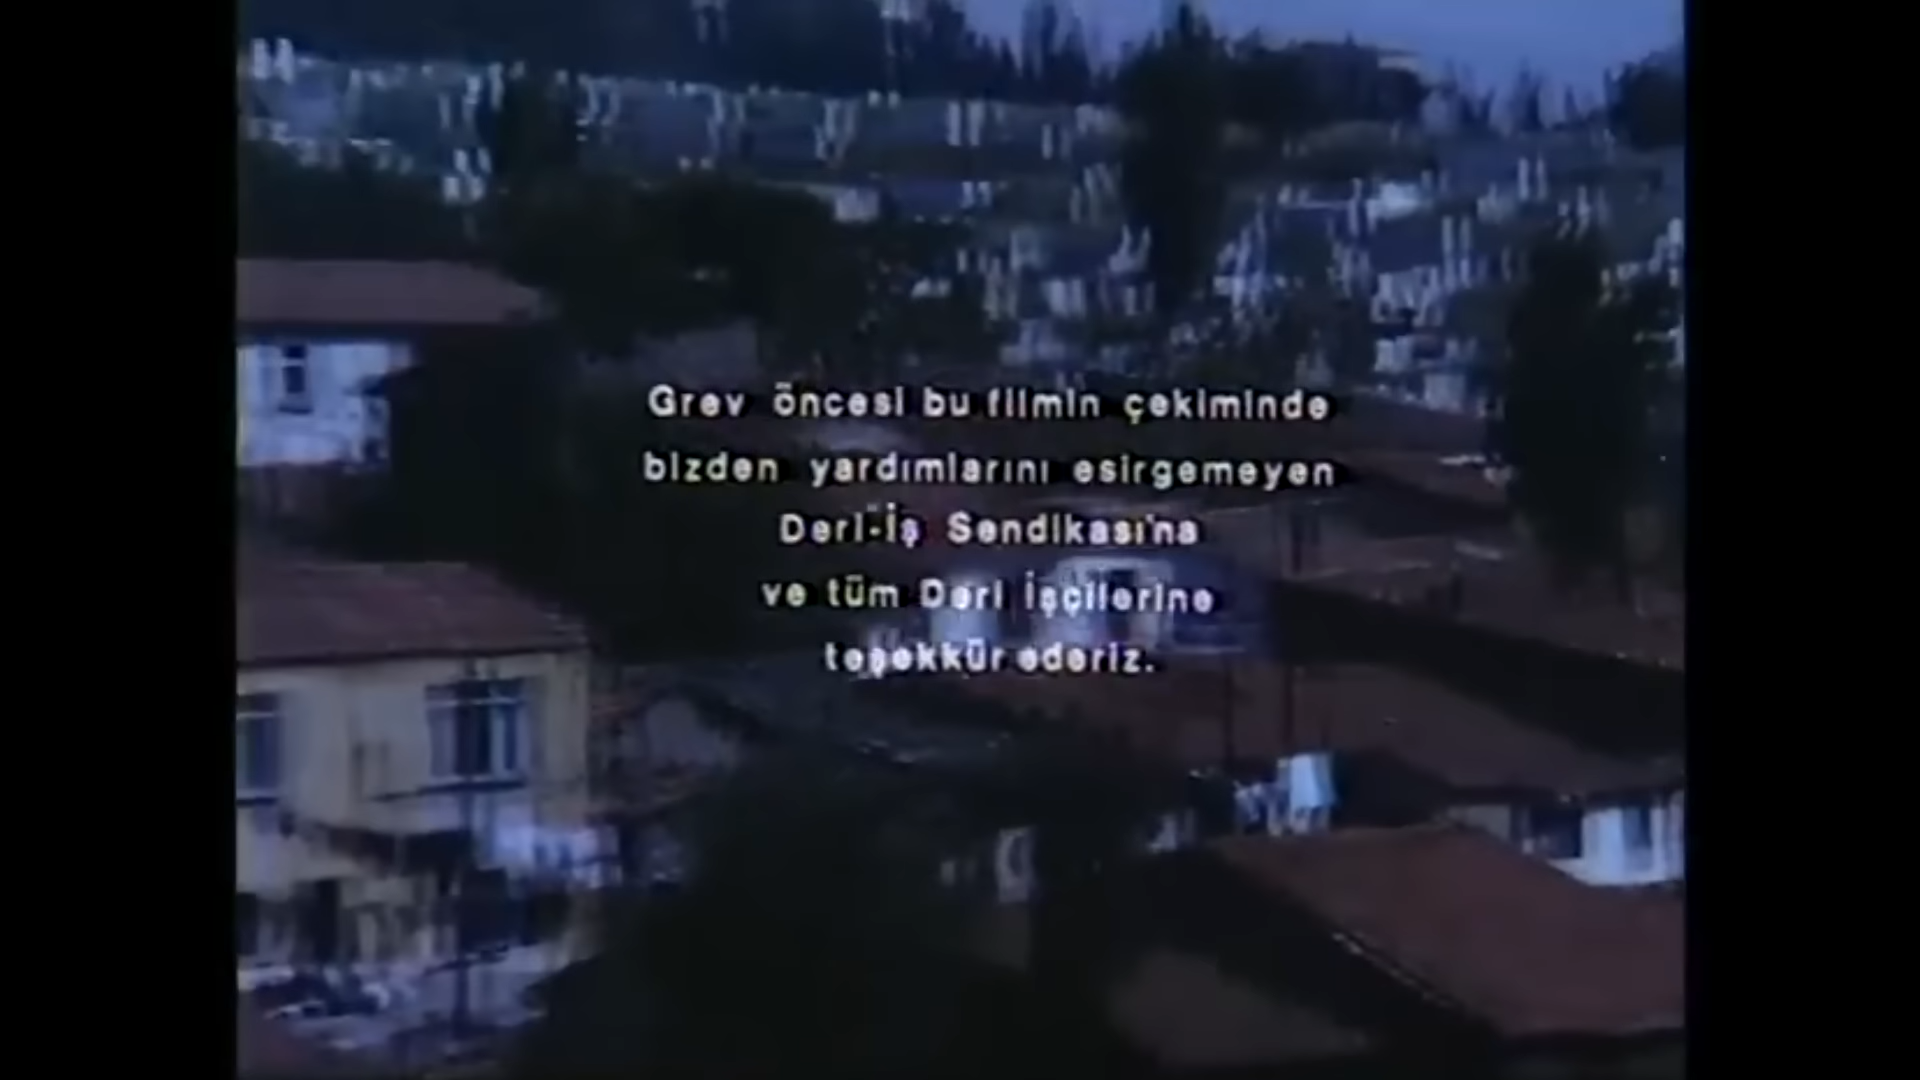 Grev öncesi bu filmin çekiminde
bizden yardımlarını esirgemeyen
Deri-İş Sendikası'na
ve tüm Deri İşçilerine
teşekkür ederiz.